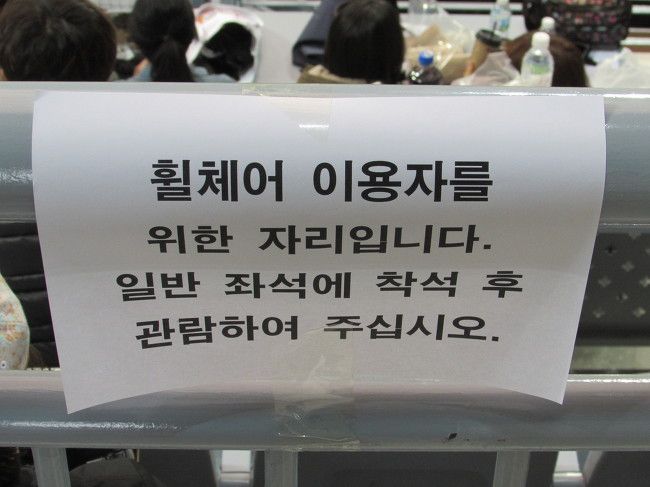 휠체어 이용자를
위한 자리입니다.
일반 좌석에 착석 후
관람하여 주십시오.